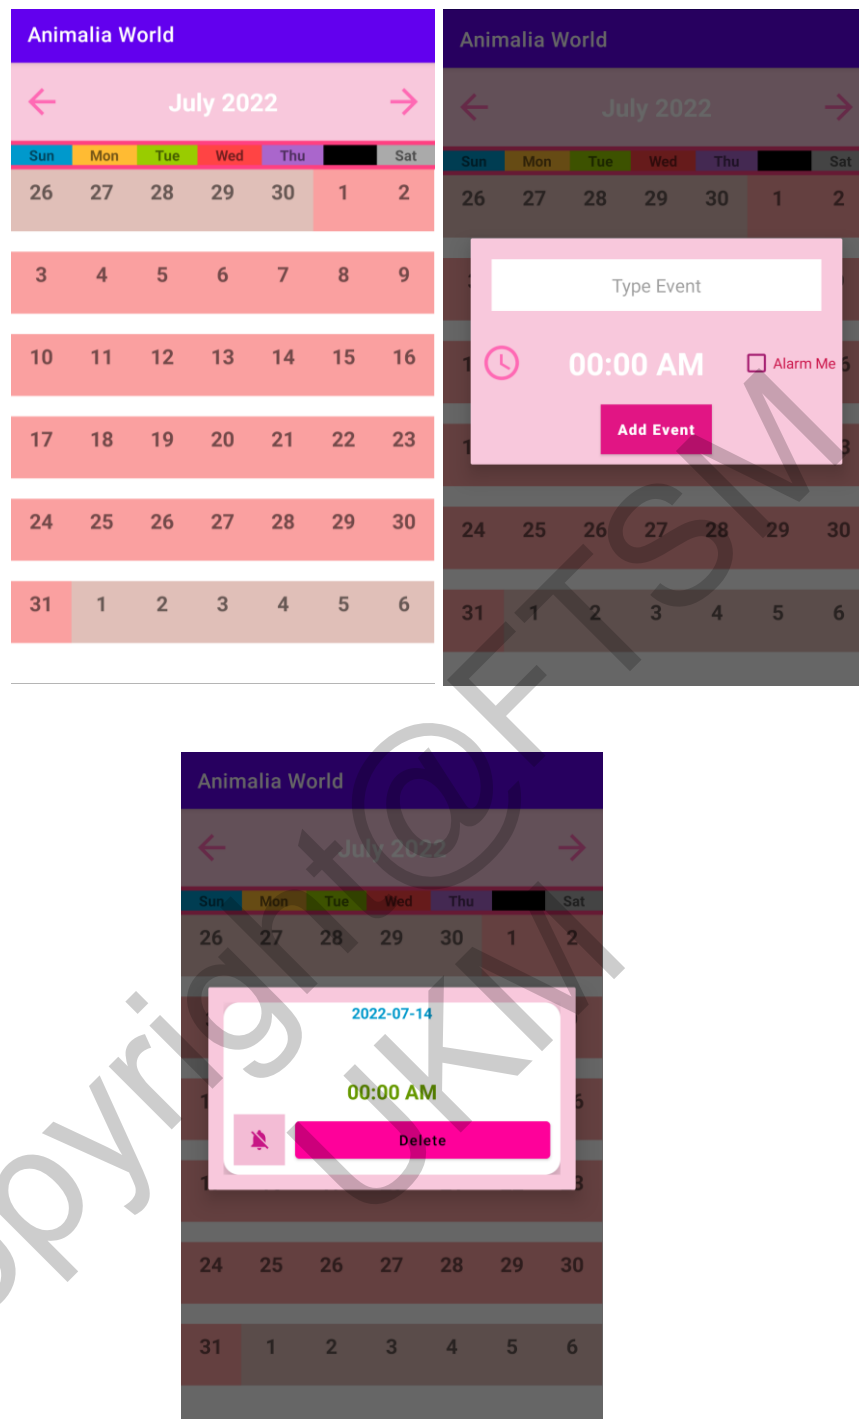 Animalia World
July 2022
Sun Mon Tue Wed Thu Sat
26 27 28 29 30 1 2
3 4 5 6 7 8 9
10 11 12 13 14 15 16
17 18 19 20 21 22 23
24 25 26 27 28 29 30
31 1 2 3 4 5 6
Animalia World
July 2022
Sun Mon Tue Wed Thu Sat
26 27 28 29 30 1 2
Type Event
00:00 AM Alarm Me
Add Event
24 25 26 27 28 29 30
31 1 2 3 4 5 6
Animalia World
July 2022
Sun Mon Tue Wed Thu Sat
26 27 28 29 30 1 2
2022-07-14
00:00 AM
Delete
24 25 26 27 28 29 30
31 1 2 3 4 5 6
opyright@FTSM
UKM